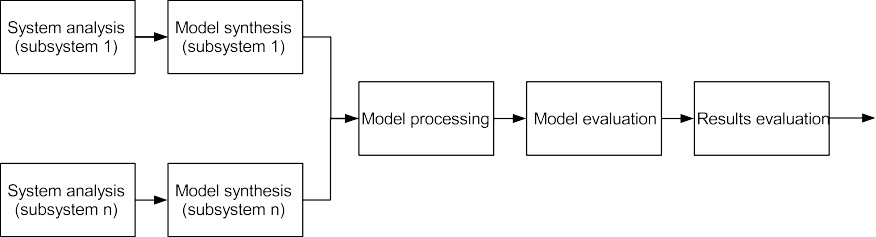 System analysis
(subsystem 1)
Model synthesis
(subsystem 1)
Model processing
Model evaluation
Results evaluation
System analysis
(subsystem n)
Model synthesis
(subsystem n)